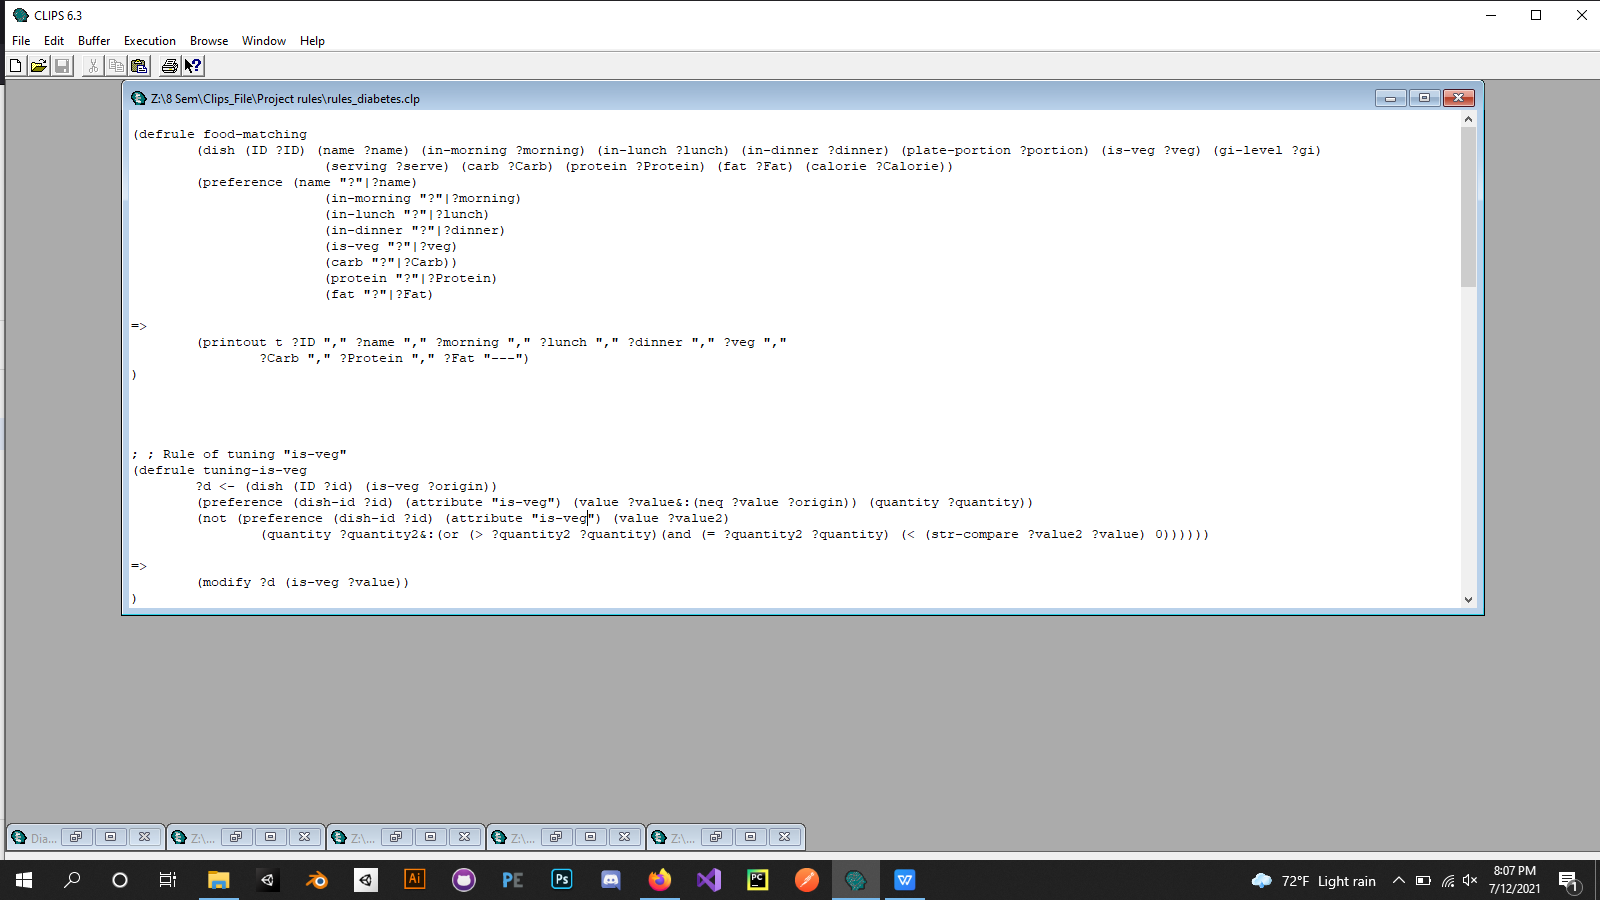 CLIPS 6.3
File Edit Buffer Execution Browse Window Help
Z:\8 Sem\Clips_File\Project rules\rules_diabetes.clp
(defrule food-matching
(dish (ID ?ID) (name ?name) (in-morning ?morning) (in-lunch ?lunch) (in-dinner ?dinner) (plate-portion ?portion) (is-veg ?veg) (gi-level ?gi)
(serving ?serve) (carb ?Carb) (protein ?Protein) (fat ?Fat) (calorie ?Calorie))
(preference (name "?"|?name)
(in-morning "?"|?morning)
(in-lunch "?"|?lunch)
(in-dinner "?"|?dinner)
(is-veg "?"|?veg)
(carb "?"|?Carb))
(protein "?"|?Protein)
(fat "?"|?Fat)
=>
(printout t ?ID "," ?name "," ?morning "," ?lunch "," ?dinner "," ?veg ","
?Carb "," ?Protein "," ?Fat "---")
)
; ; Rule of tuning "is-veg"
(defrule tuning-is-veg
?d <- (dish (ID ?id) (is-veg ?origin))
(preference (dish-id ?id) (attribute "is-veg") (value ?value&:(neq ?value ?origin)) (quantity ?quantity))
(not (preference (dish-id ?id) (attribute "is-veg") (value ?value2)
(quantity ?quantity2&:(or (> ?quantity2 ?quantity)(and (= ?quantity2 ?quantity) (< (str-compare ?value2 ?value) 0))))))
=>
(modify ?d (is-veg ?value))
)
Dia... Z:\... Z:\... Z:\... Z:\...
Ai PE Ps PC W 72°F Light rain 8:07 PM
7/12/2021 1